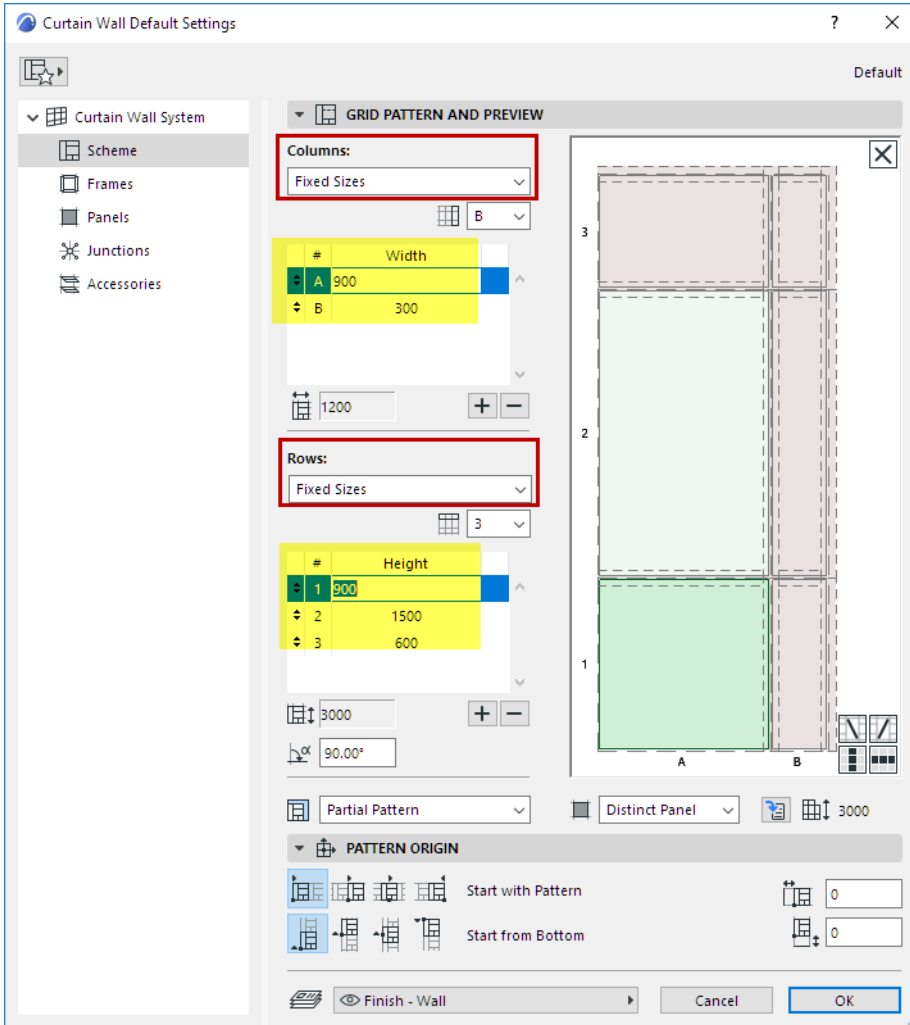 Curtain Wall Default Settings
?
Default
Curtain Wall System
Scheme
Frames
Panels
Junctions
Accessories
GRID PATTERN AND PREVIEW
Columns:
Fixed Sizes
B
# Width
A 900
B 300
1200
Rows:
Fixed Sizes
3
# Height
1 900
2 1500
3 600
3000
α 90.00°
3
2
1
A B
Partial Pattern
Distinct Panel
3000
PATTERN ORIGIN
Start with Pattern
0
Start from Bottom
0
Finish - Wall
Cancel
OK